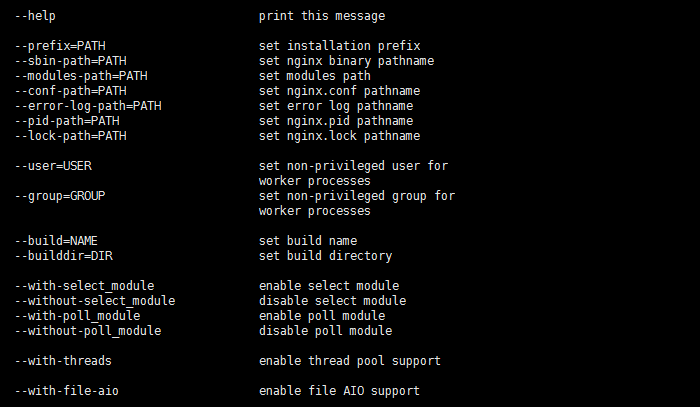 --help                             print this message

--prefix=PATH                      set installation prefix
--sbin-path=PATH                   set nginx binary pathname
--modules-path=PATH                set modules path
--conf-path=PATH                   set nginx.conf pathname
--error-log-path=PATH              set error log pathname
--pid-path=PATH                    set nginx.pid pathname
--lock-path=PATH                   set nginx.lock pathname

--user=USER                        set non-privileged user for
                                   worker processes
--group=GROUP                      set non-privileged group for
                                   worker processes

--build=NAME                       set build name
--builddir=DIR                     set build directory

--with-select_module               enable select module
--without-select_module            disable select module
--with-poll_module                 enable poll module
--without-poll_module              disable poll module

--with-threads                     enable thread pool support

--with-file-aio                    enable file AIO support